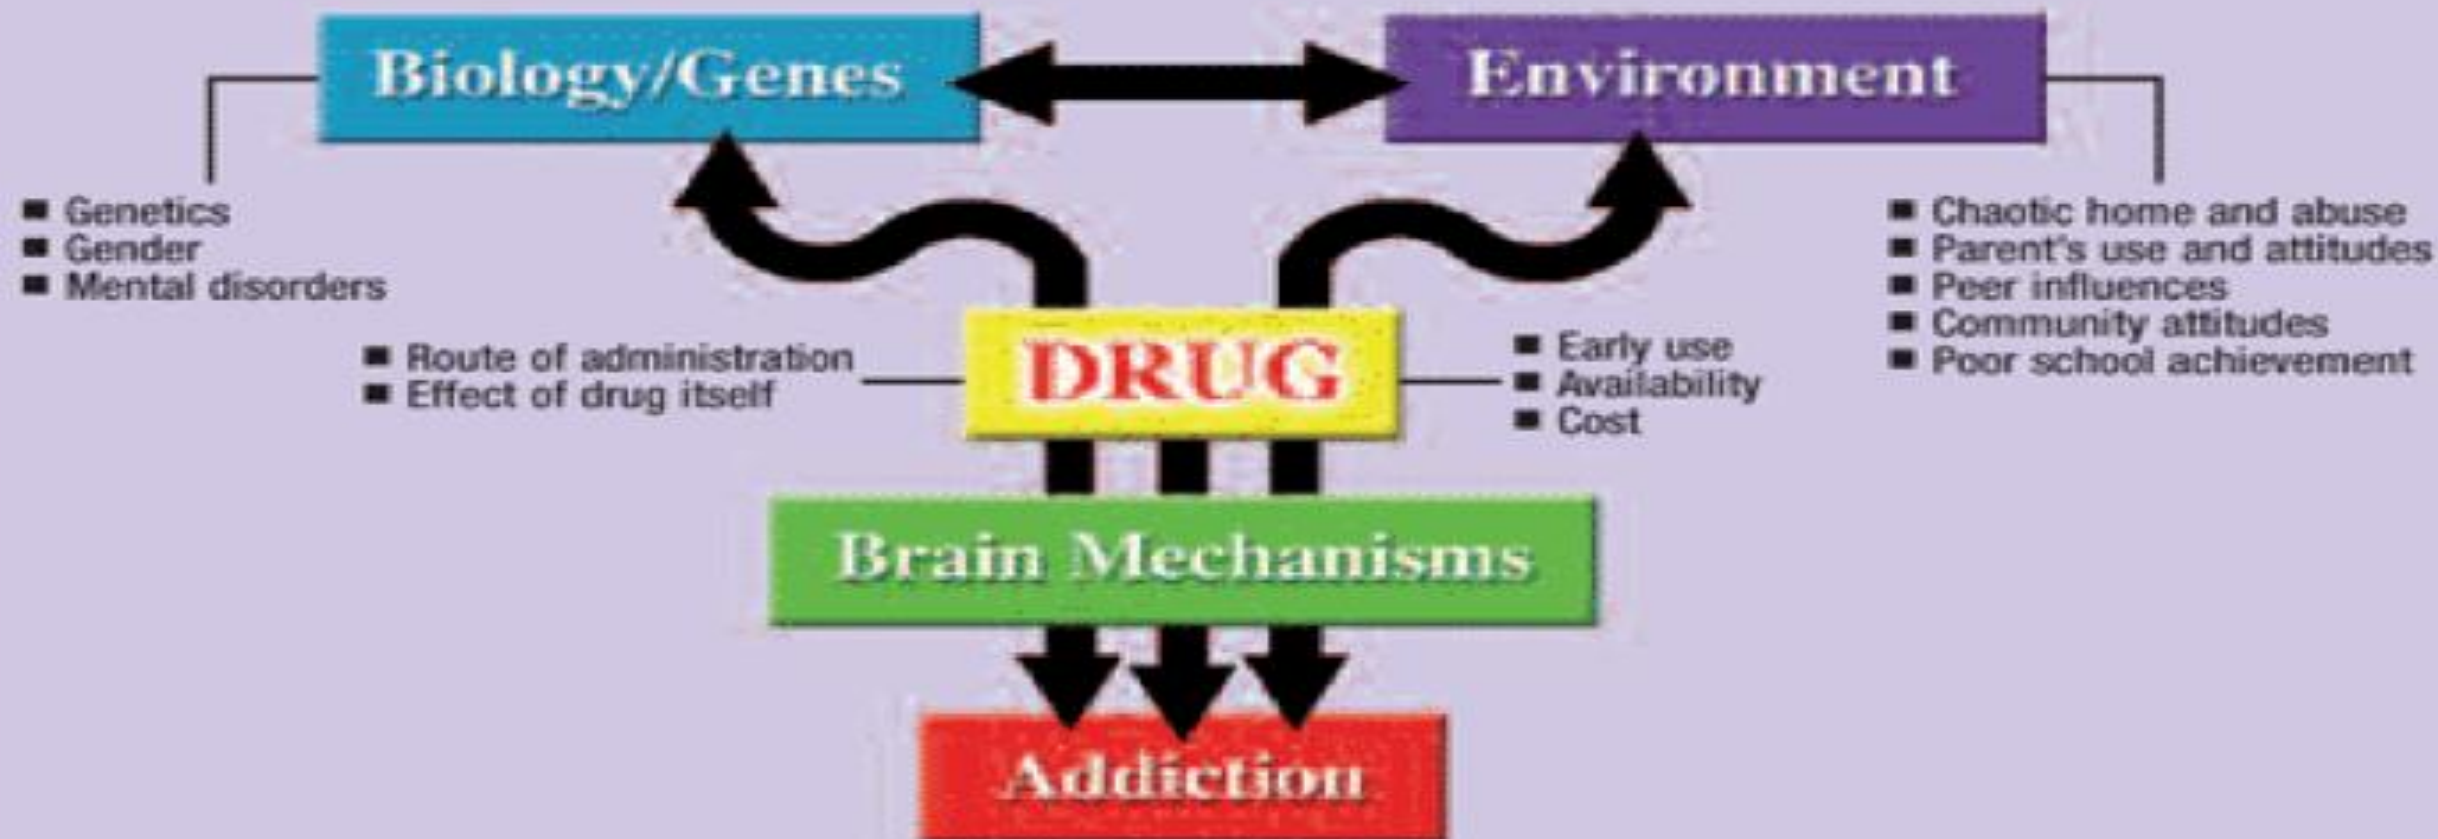 Biology/Genes
Environment
■ Genetics
■ Gender
■ Mental disorders
■ Chaotic home and abuse
■ Parent's use and attitudes
■ Peer influences
■ Community attitudes
■ Poor school achievement
■ Route of administration
■ Effect of drug itself
DRUG
■ Early use
■ Availability
■ Cost
Brain Mechanisms
Addiction